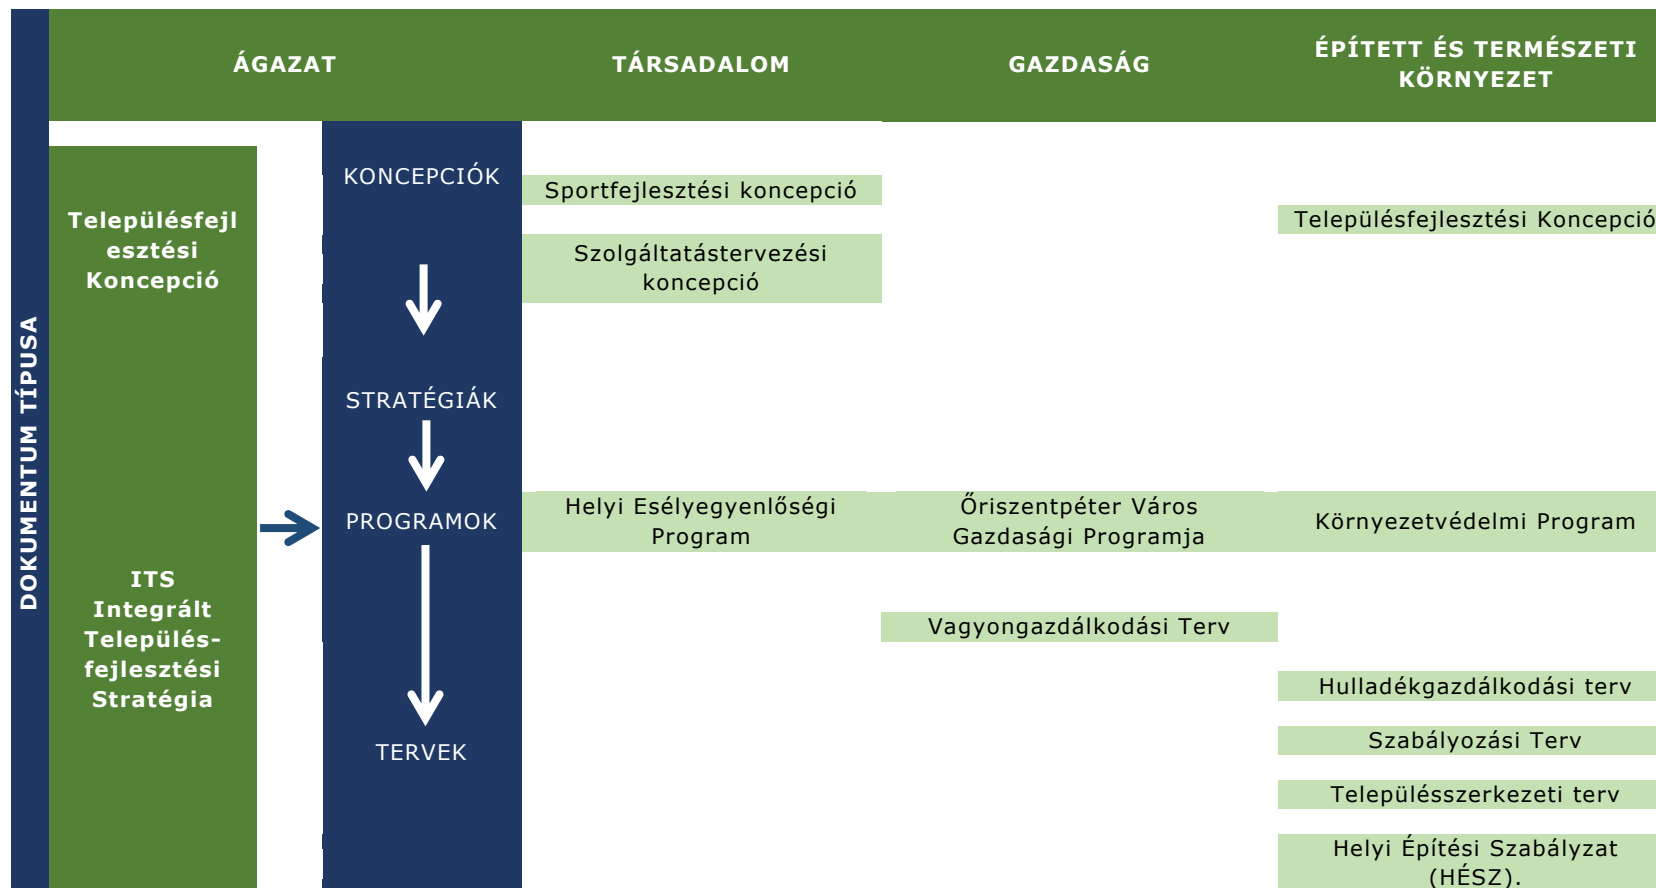 DOKUMENTUM TÍPUSA
ÁGAZAT
TÁRSADALOM
GAZDASÁG
ÉPÍTETT ÉS TERMÉSZETI
KÖRNYEZET
Településfejl
esztési
Koncepció
ITS
Integrált
Település-
fejlesztési
Stratégia
KONCEPCIÓK
Sportfejlesztési koncepció
Szolgáltatástervezési
koncepció
Településfejlesztési Koncepció
STRATÉGIÁK
PROGRAMOK
Helyi Esélyegyenlőségi
Program
Őriszentpéter Város
Gazdasági Programja
Környezetvédelmi Program
TERVEK
Vagyongazdálkodási Terv
Hulladékgazdálkodási terv
Szabályozási Terv
Településszerkezeti terv
Helyi Építési Szabályzat
(HÉSZ).